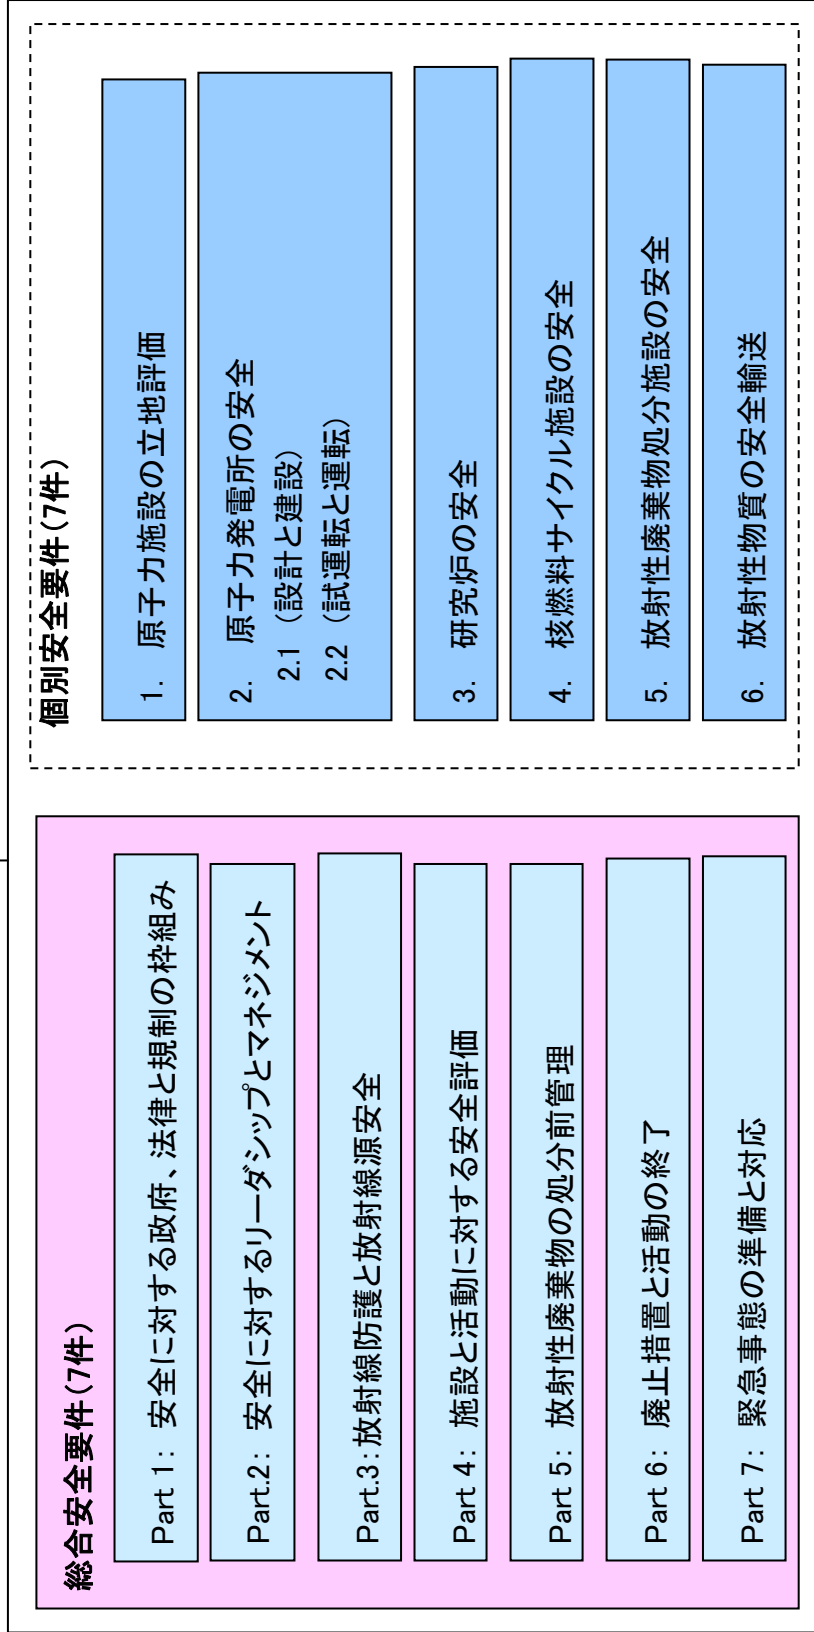 総合安全要件(7件)
Part 1: 安全に対する政府、法律と規制の枠組み
Part.2: 安全に対するリーダシップとマネジメント
Part.3:放射線防護と放射線源安全
Part 4: 施設と活動に対する安全評価
Part 5: 放射性廃棄物の処分前管理
Part 6: 廃止措置と活動の終了
Part 7: 緊急事態の準備と対応
個別安全要件(7件)
1. 原子力施設の立地評価
2. 原子力発電所の安全
2.1 (設計と建設)
2.2 (試運転と運転)
3. 研究炉の安全
4. 核燃料サイクル施設の安全
5. 放射性廃棄物処分施設の安全
6. 放射性物質の安全輸送